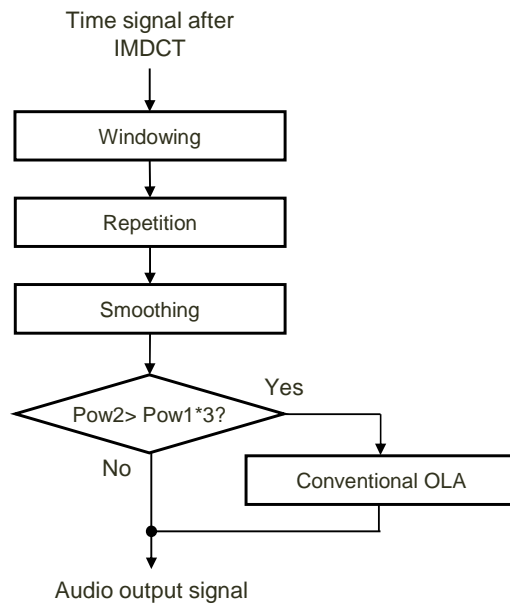 Time signal after
IMDCT
Windowing
Repetition
Smoothing
Pow2> Pow1*3?
Yes
No
Conventional OLA
Audio output signal